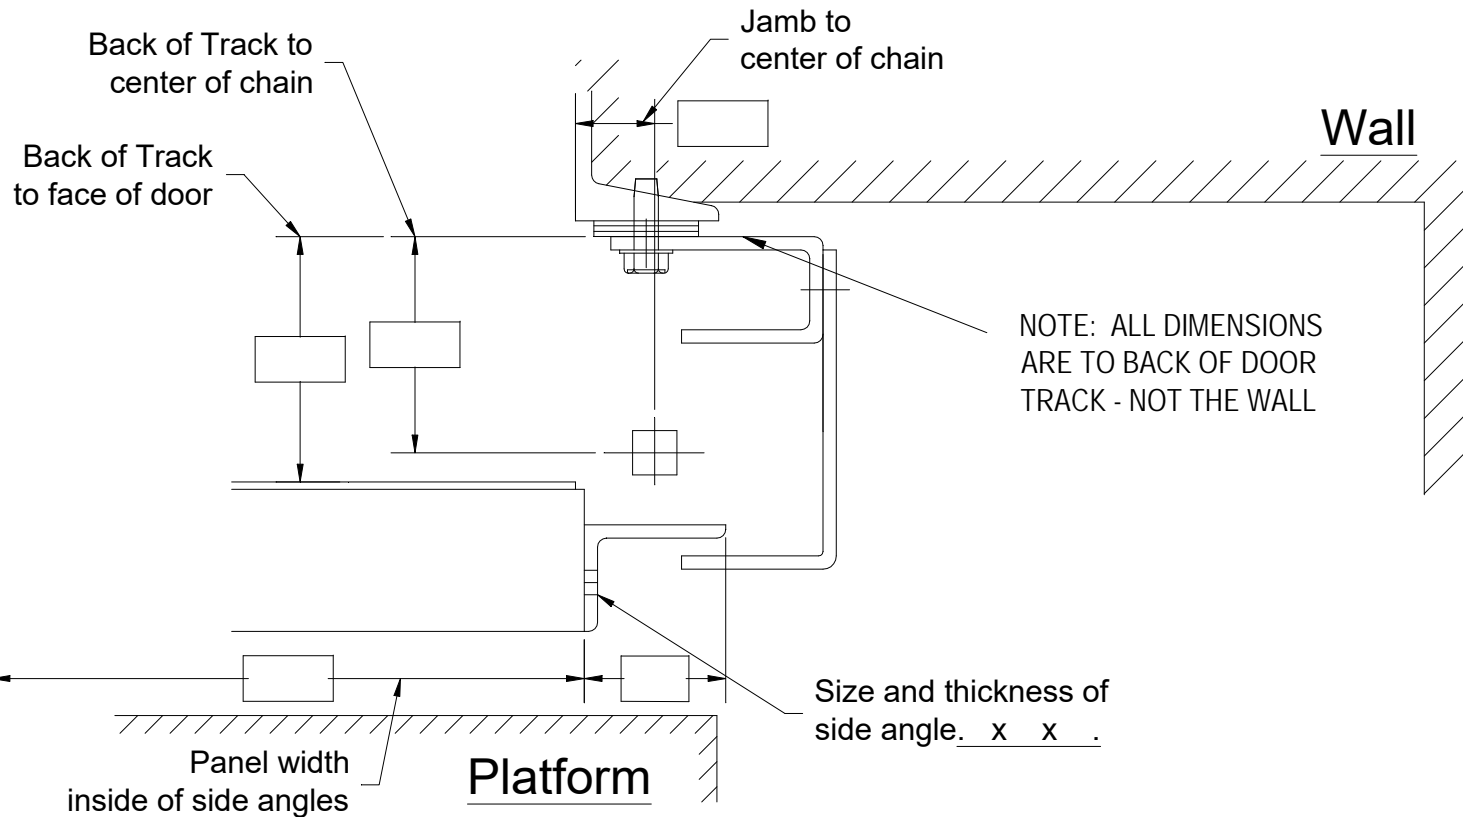 Jamb to
center of chain
Back of Track to
center of chain
Wall
Back of Track
to face of door
NOTE: ALL DIMENSIONS
ARE TO BACK OF DOOR
TRACK - NOT THE WALL
Size and thickness of
side angle. x x .
Panel width
inside of side angles
Platform